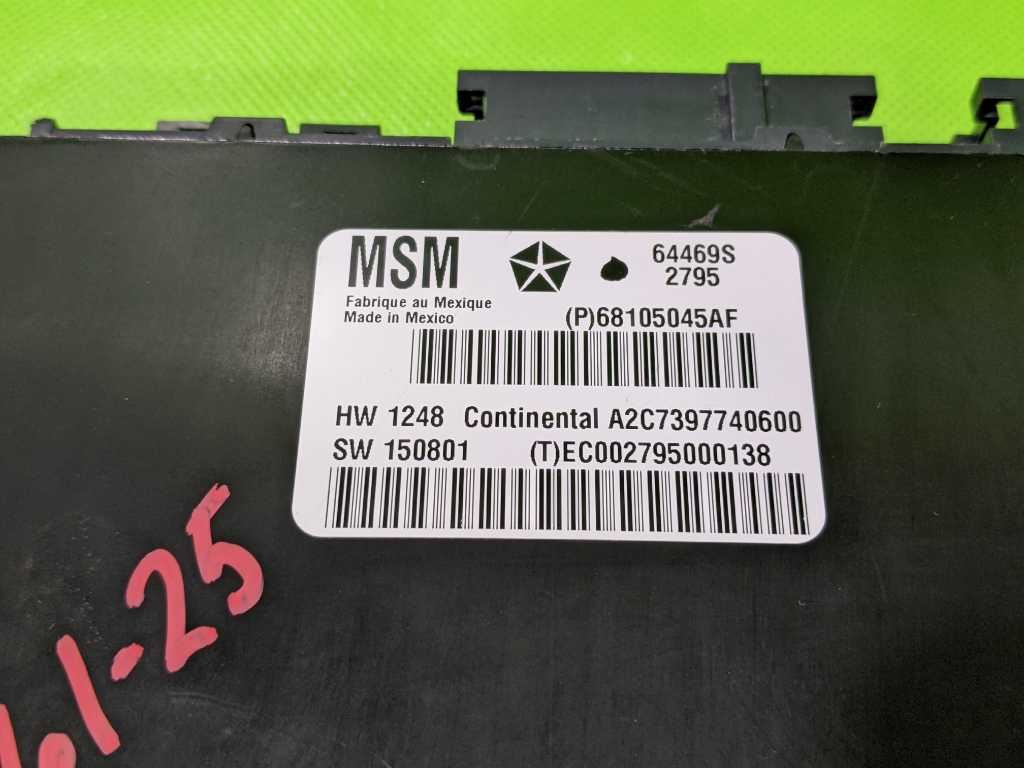 MSM
64469S
2795
Fabrique au Mexique
Made in Mexico
(P)68105045AF
HW 1248 Continental A2C7397740600
SW 150801 (T)EC002795000138
1-25